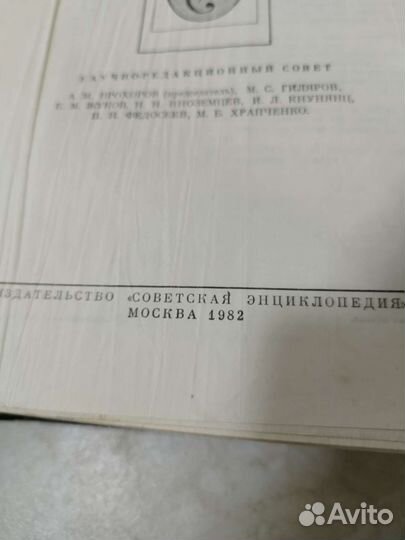 НАУЧНО-РЕДАКЦИОННЫЙ СОВЕТ
А. М. ПРОХОРОВ (председатель), М. С. ГИЛЯРОВ,
Е. М. ЖУКОВ, Н. Н. ИНОЗЕМЦЕВ, И. Л. КНУНЯНЦ,
П. Н. ФЕДОСЕЕВ, М. Б. ХРАПЧЕНКО.
ИЗДАТЕЛЬСТВО «СОВЕТСКАЯ ЭНЦИКЛОПЕДИЯ»
МОСКВА 1982
Avito